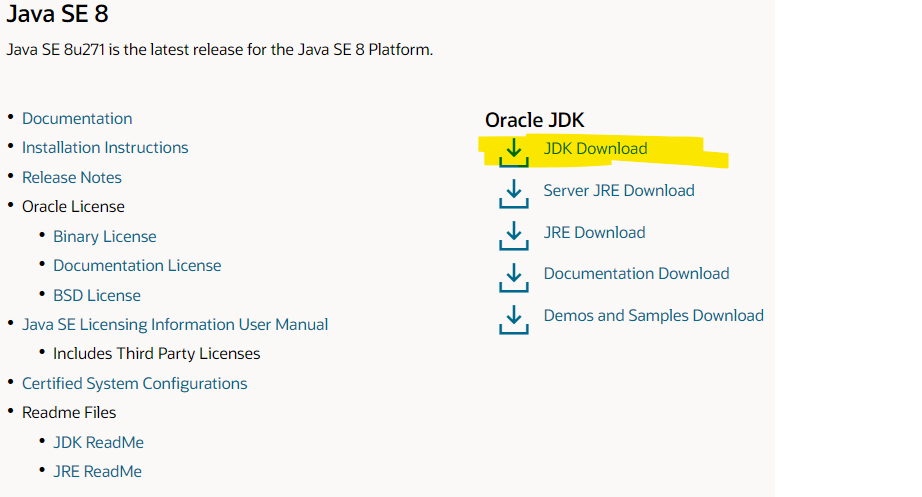 Java SE 8
Java SE 8u271 is the latest release for the Java SE 8 Platform.
Documentation
Installation Instructions
Release Notes
Oracle License
Binary License
Documentation License
BSD License
Java SE Licensing Information User Manual
Includes Third Party Licenses
Certified System Configurations
Readme Files
JDK ReadMe
JRE ReadMe
Oracle JDK
JDK Download
Server JRE Download
JRE Download
Documentation Download
Demos and Samples Download